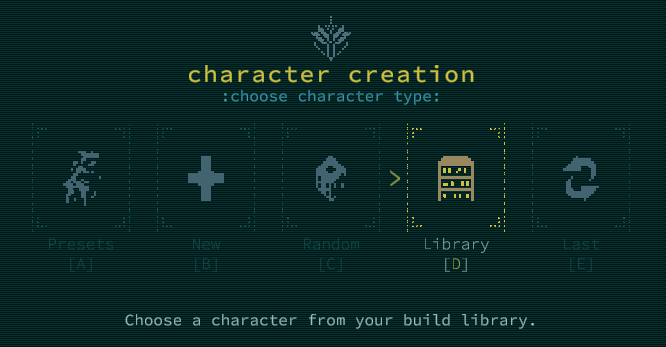 character creation
:choose character type:
>
Presets New Random Library Last
[A] [B] [C] [D] [E]
Choose a character from your build library.